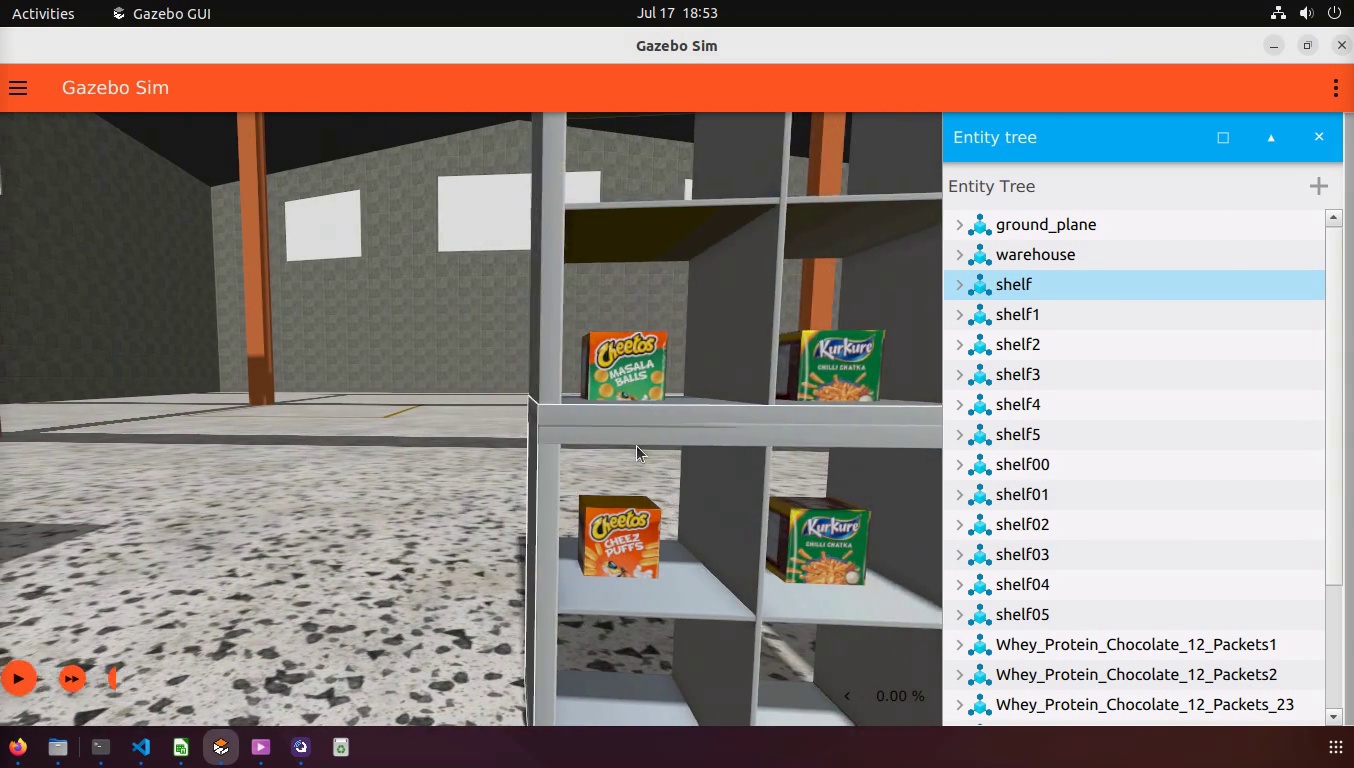 Activities
Gazebo GUI
Jul 17 18:53
Gazebo Sim
Gazebo Sim
Entity tree
Entity Tree
ground_plane
warehouse
shelf
shelf1
shelf2
shelf3
shelf4
shelf5
shelf00
shelf01
shelf02
shelf03
shelf04
shelf05
Whey_Protein_Chocolate_12_Packets1
Whey_Protein_Chocolate_12_Packets2
Whey_Protein_Chocolate_12_Packets_23
Cheetos
MASALA
BALLS
Kurkure
CHILLI CHATKA
Cheetos
CHEEZ
PUFFS
Kurkure
CHILLI CHATKA
0.00 %